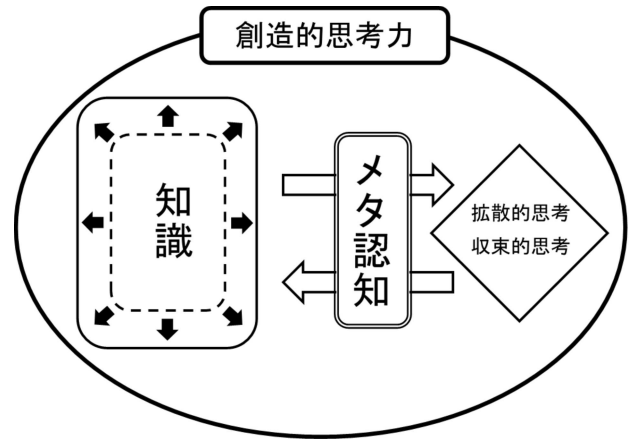 創造的思考力
知識
メタ認知
拡散的思考
収束的思考